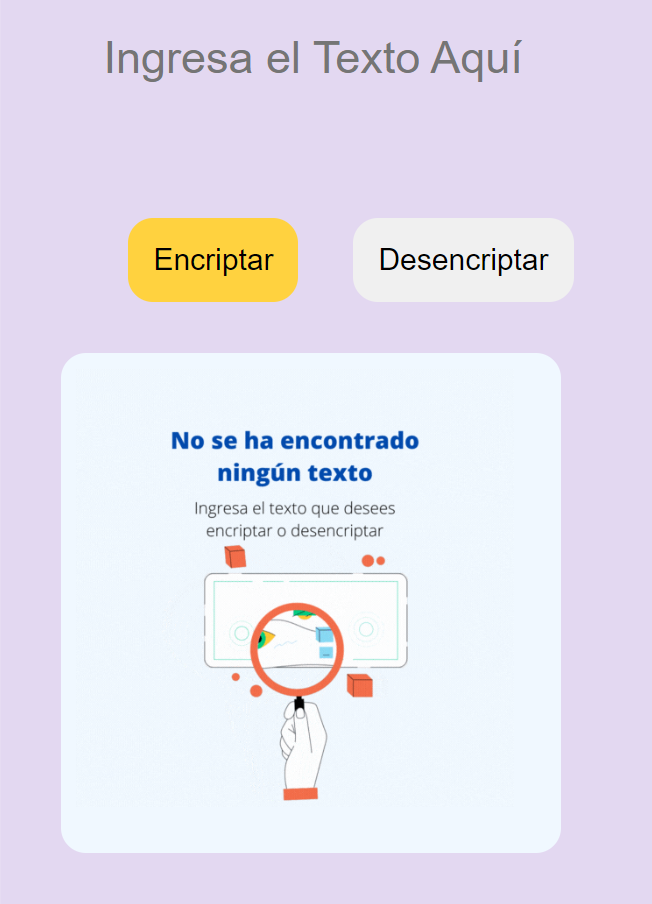 Ingresa el Texto Aquí
Encriptar
Desencriptar
No se ha encontrado
ningún texto
Ingresa el texto que desees
encriptar o desencriptar